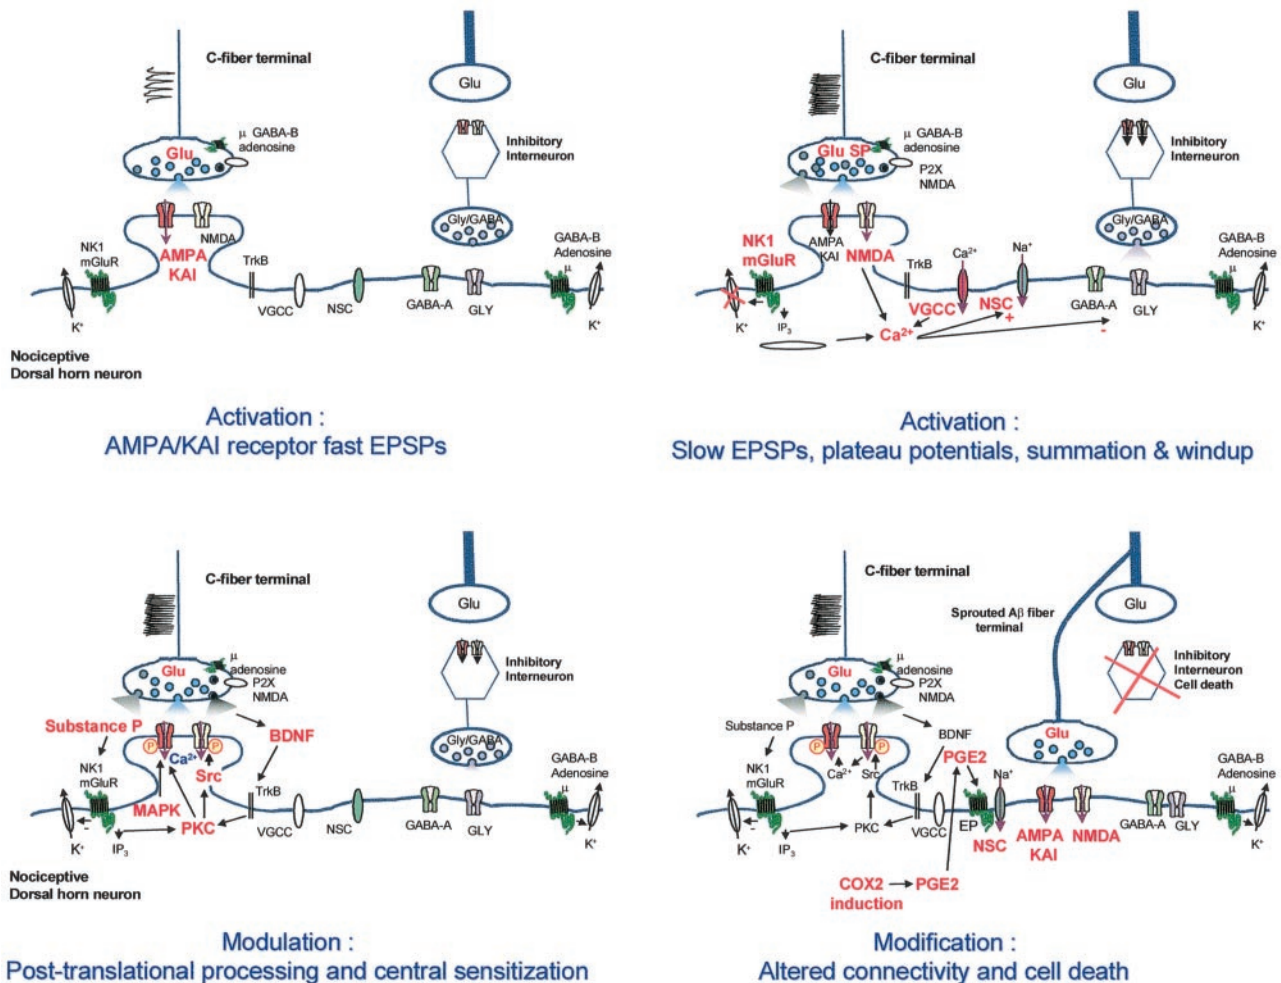 C-fiber terminal
Glu
μ GABA-B
adenosine
Glu
Inhibitory
Interneuron
Gly/GABA
NK1
mGluR
NMDA
AMPA
KAI
TrkB
VGCC
NSC
GABA-A
GLY
GABA-B
Adenosine
μ
K+
K+
Nociceptive
Dorsal horn neuron
Activation :
AMPA/KAI receptor fast EPSPs
C-fiber terminal
Glu
μ GABA-B
adenosine
Glu SP
P2X
NMDA
Inhibitory
Interneuron
Gly/GABA
NK1
mGluR
AMPA
KAI
NMDA
TrkB
Ca2+
Na+
VGCC
NSC
+
GABA-A
GLY
GABA-B
Adenosine
μ
K+
IP3
Ca2+
-
K+
Activation :
Slow EPSPs, plateau potentials, summation & windup
C-fiber terminal
Glu
μ
adenosine
Glu
P2X
NMDA
Inhibitory
Interneuron
Substance P
BDNF
Gly/GABA
P
P
Ca2+
Src
NK1
mGluR
MAPK
PKC
TrkB
VGCC
NSC
GABA-A
GLY
GABA-B
Adenosine
μ
-
K+
IP3
K+
Nociceptive
Dorsal horn neuron
Modulation :
Post-translational processing and central sensitization
C-fiber terminal
Sprouted Aβ fiber
terminal
Glu
μ
adenosine
Glu
P2X
NMDA
Inhibitory
Interneuron
Cell death
Substance P
BDNF
Glu
P
P
Ca2+
Src
PGE2
NK1
mGluR
TrkB
Na+
PKC
VGCC
EP
NSC
AMPA
KAI
NMDA
GABA-A
GLY
GABA-B
Adenosine
μ
-
K+
IP3
K+
COX2
induction
PGE2
Modification :
Altered connectivity and cell death